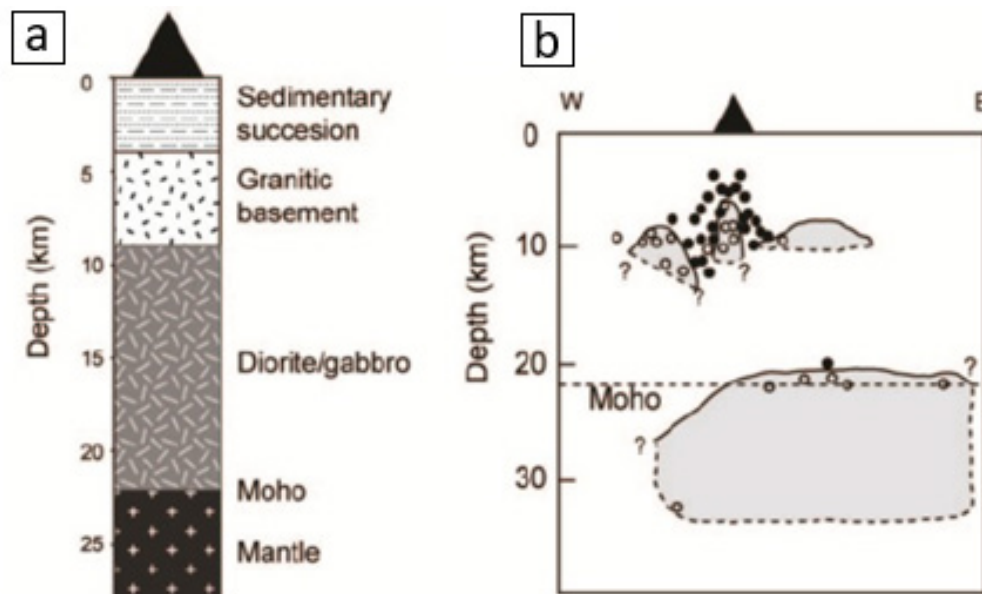 a
0
5
10
15
20
25
Depth (km)
Sedimentary
succesion
Granitic
basement
Diorite/gabbro
Moho
Mantle
b
W
E
0
10
20
30
Depth (km)
?
?
?
Moho
?
?